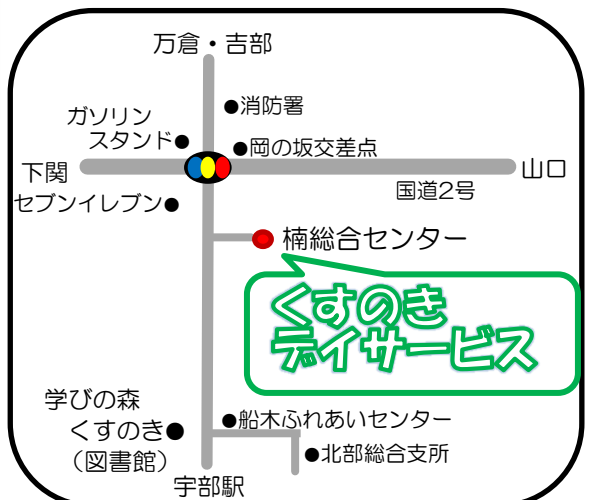 万倉・吉部
●消防署
ガソリン
スタンド●
●岡の坂交差点
下関
山口
国道2号
セブンイレブン●
楠総合センター
くすのき
デイサービス
学びの森
くすのき●
（図書館）
●船木ふれあいセンター
●北部総合支所
宇部駅